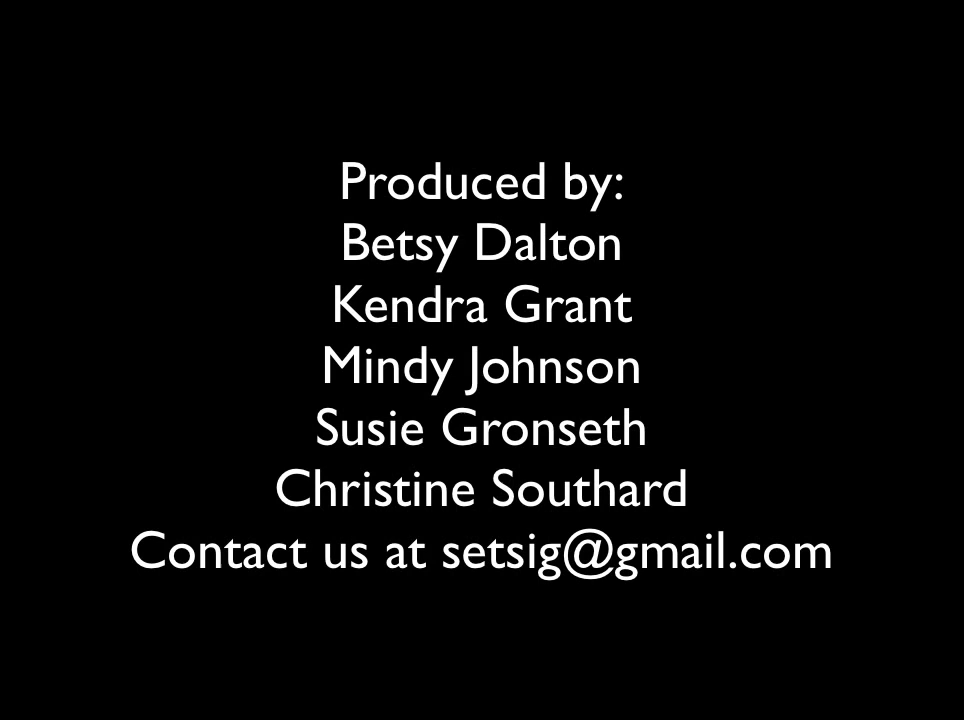 Produced by:
Betsy Dalton
Kendra Grant
Mindy Johnson
Susie Gronseth
Christine Southard
Contact us at setsig@gmail.com